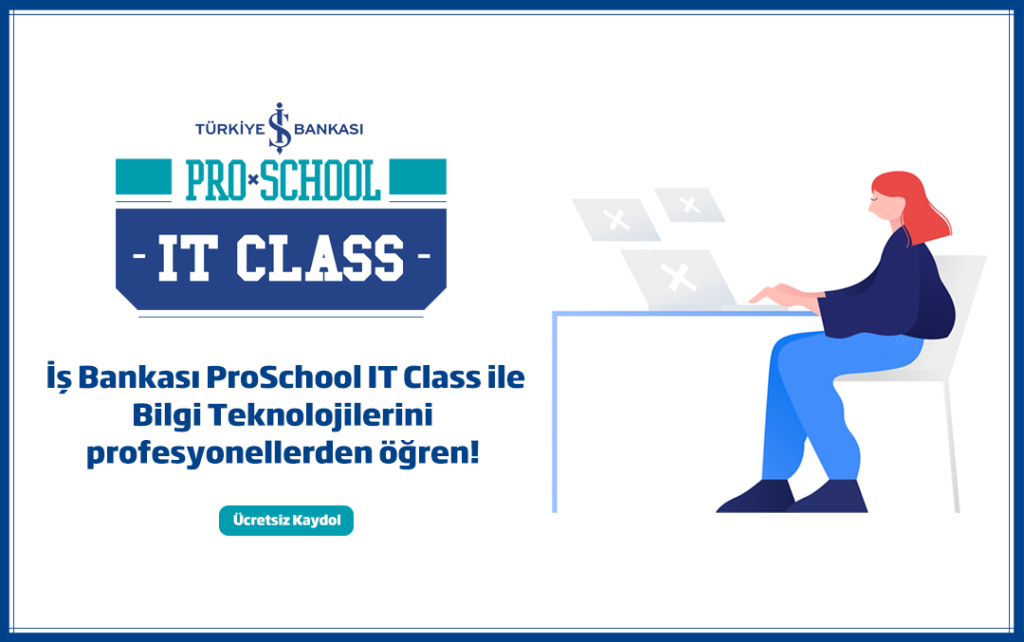 TÜRKİYE İŞ BANKASI
PRO×SCHOOL
- IT CLASS -
İş Bankası ProSchool IT Class ile
Bilgi Teknolojilerini
profesyonellerden öğren!
Ücretsiz Kaydol